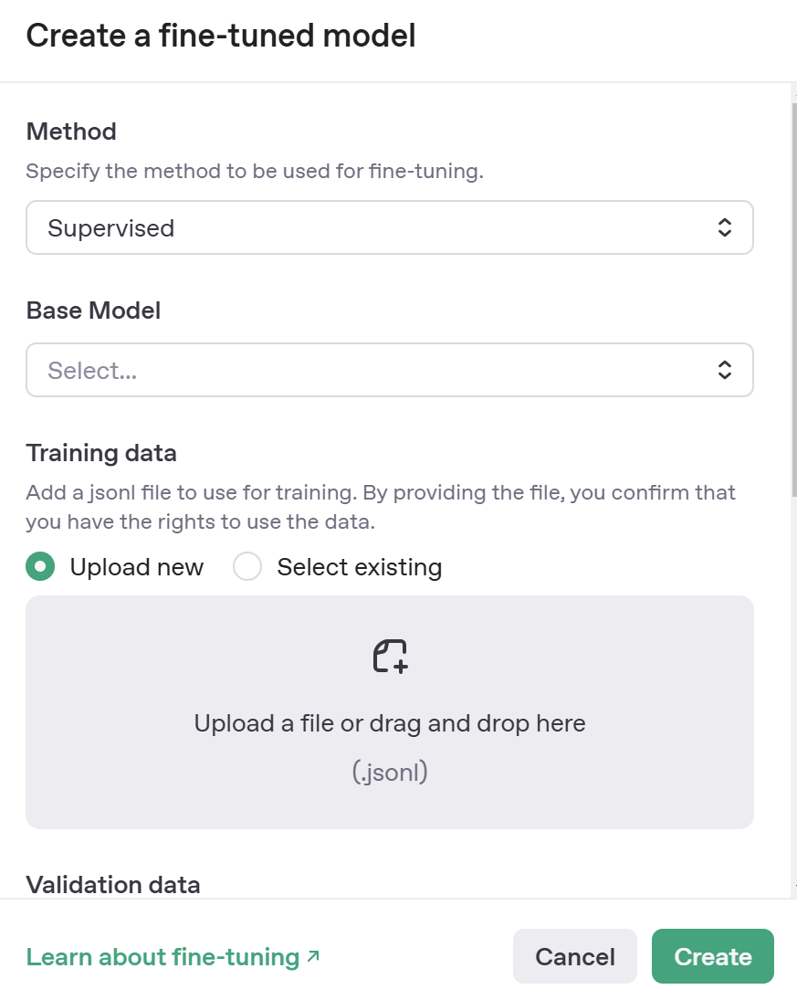 Create a fine-tuned model
Method
Specify the method to be used for fine-tuning.
Supervised
Base Model
Select...
Training data
Add a jsonl file to use for training. By providing the file, you confirm that
you have the rights to use the data.
Upload new
Select existing
Upload a file or drag and drop here
(.jsonl)
Validation data
Learn about fine-tuning
Cancel
Create